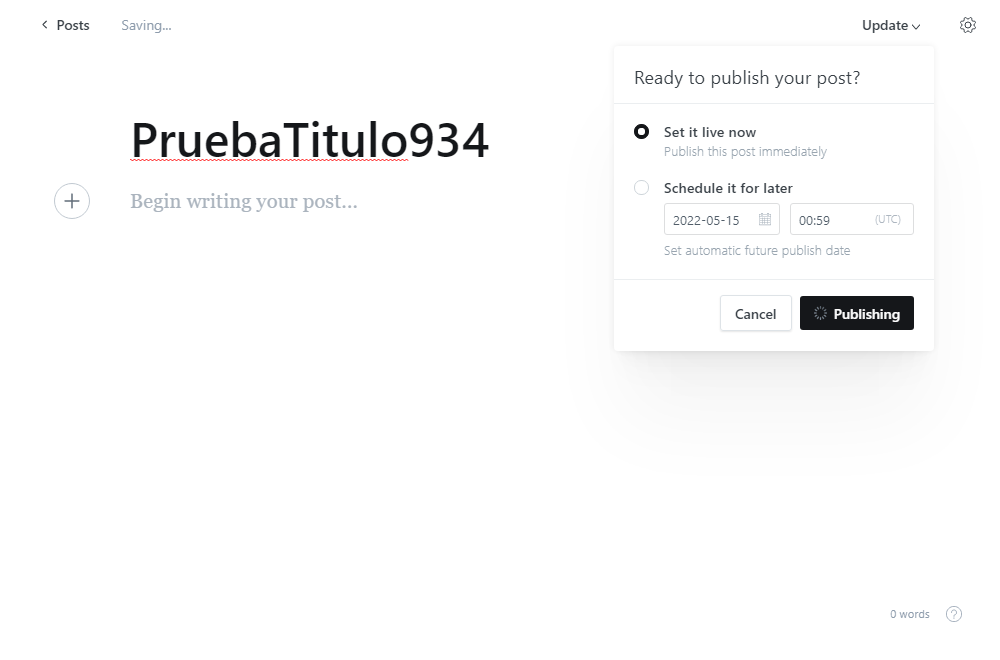 Posts
Saving...
Update
Ready to publish your post?
PruebaTitulo934
Set it live now
Publish this post immediately
Begin writing your post...
Schedule it for later
2022-05-15
00:59 (UTC)
Set automatic future publish date
Cancel
Publishing
0 words
?